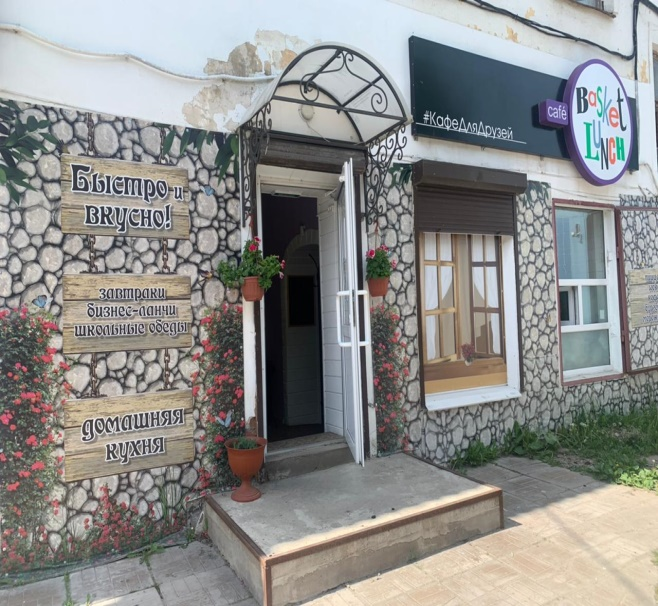 Быстро и
вкусно!
завтраки
бизнес-ланчи
школьные обеды
домашняя
кухня
#КафеДляДрузей
café
Basket
Lunch